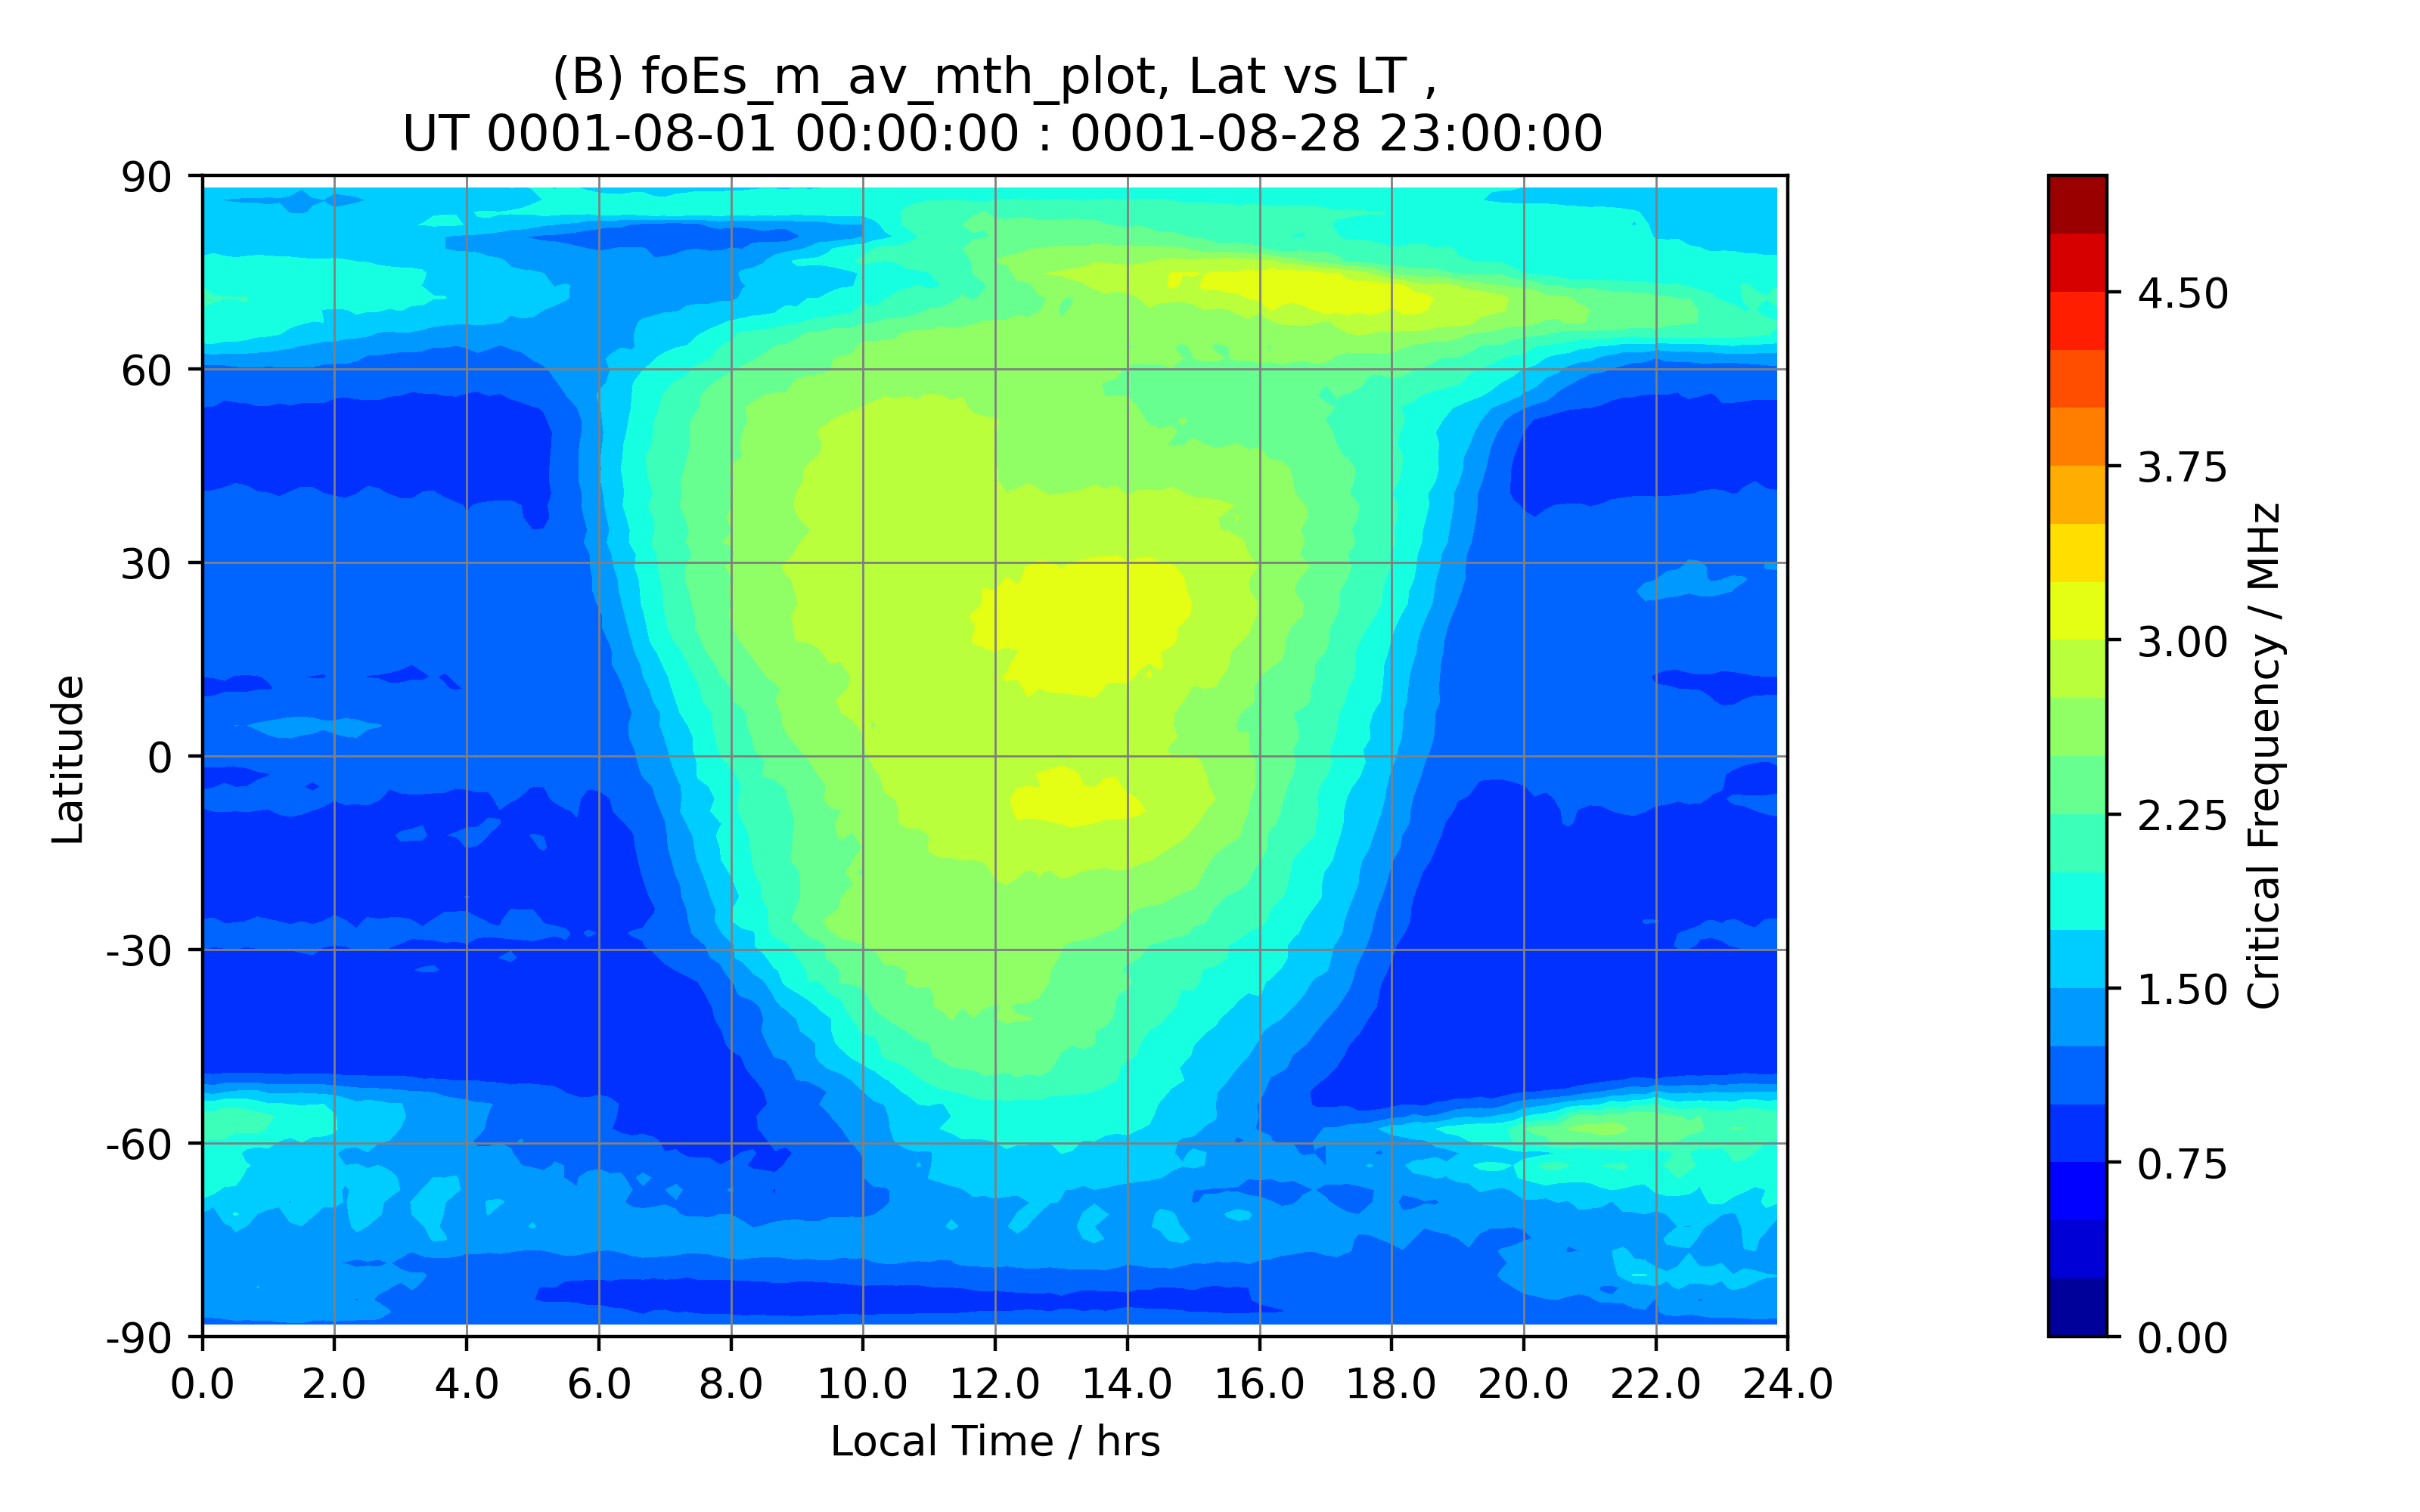 (B) foEs_m_av_mth_plot, Lat vs LT ,
UT 0001-08-01 00:00:00 : 0001-08-28 23:00:00
90
60
30
0
-30
-60
-90
Latitude
0.0 2.0 4.0 6.0 8.0 10.0 12.0 14.0 16.0 18.0 20.0 22.0 24.0
Local Time / hrs
4.50
3.75
3.00
2.25
1.50
0.75
0.00
Critical Frequency / MHz